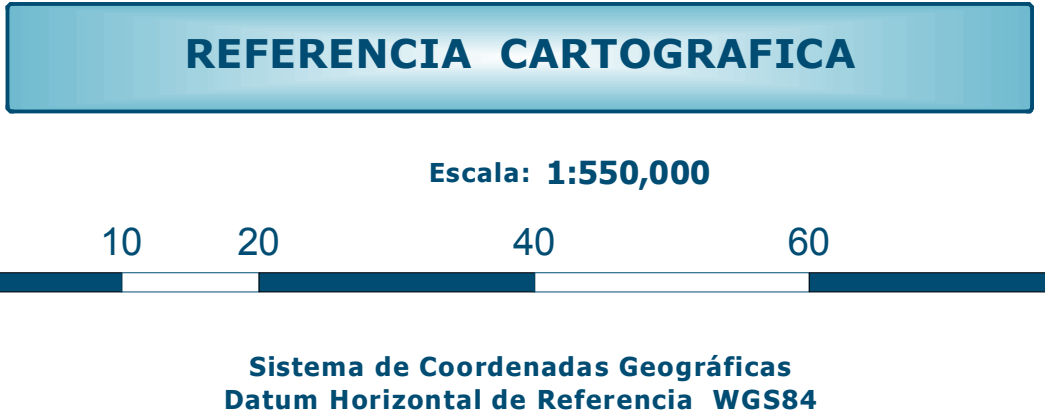 REFERENCIA CARTOGRAFICA
Escala: 1:550,000
10 20 40 60
Sistema de Coordenadas Geográficas
Datum Horizontal de Referencia WGS84